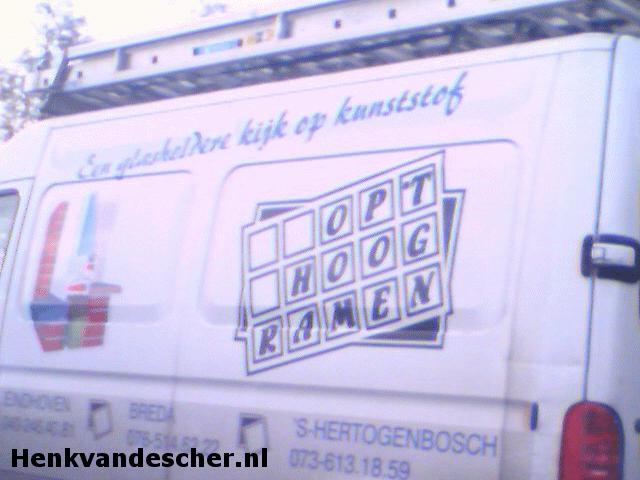 Een glasheldere kijk op kunststof
OPT
HOOG
RAMEN
EINDHOVEN
BREDA
'S-HERTOGENBOSCH
073-613.18.59
Henkvandescher.nl